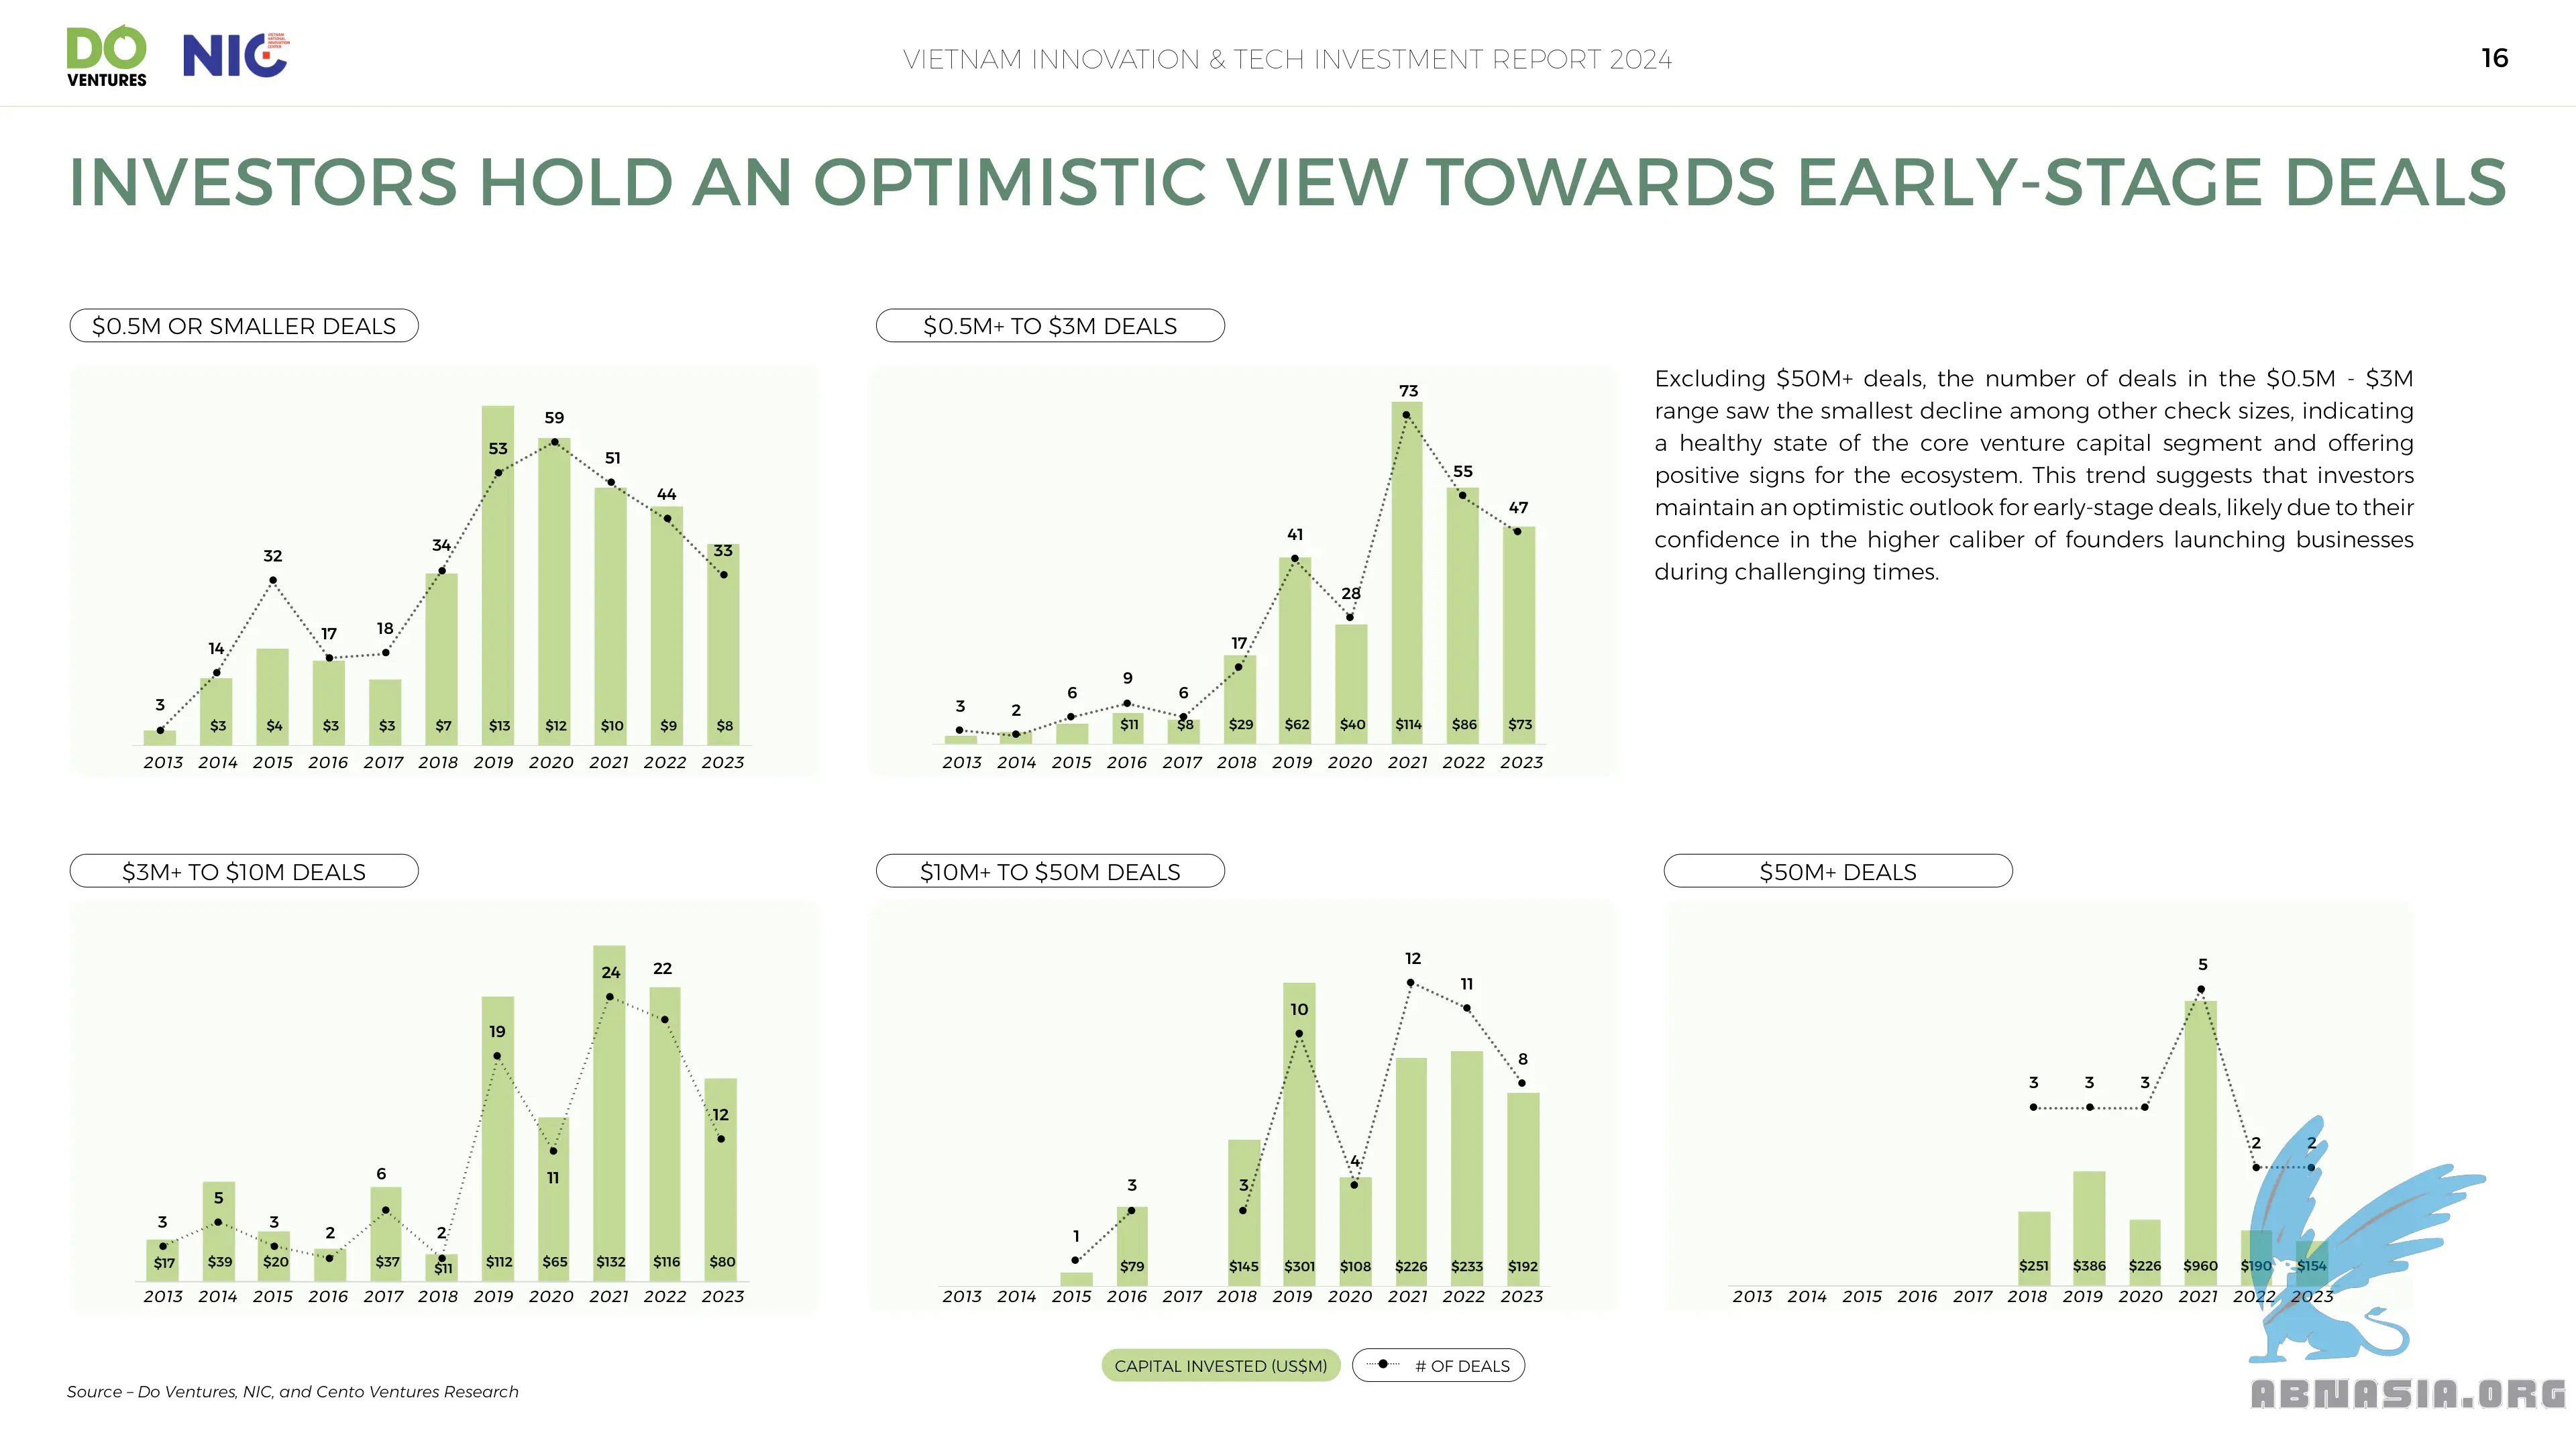 DO
VENTURES
NIC
VIETNAM
NATIONAL
INNOVATION
CENTER
VIETNAM INNOVATION & TECH INVESTMENT REPORT 2024
16
INVESTORS HOLD AN OPTIMISTIC VIEW TOWARDS EARLY-STAGE DEALS
$0.5M OR SMALLER DEALS
3 14 32 17 18 34 53 59 51 44 33
$3 $4 $3 $3 $7 $13 $12 $10 $9 $8
2013 2014 2015 2016 2017 2018 2019 2020 2021 2022 2023
$0.5M+ TO $3M DEALS
3 2 6 9 6 17 41 28 73 55 47
$11 $8 $29 $62 $40 $114 $86 $73
2013 2014 2015 2016 2017 2018 2019 2020 2021 2022 2023
Excluding $50M+ deals, the number of deals in the $0.5M - $3M
range saw the smallest decline among other check sizes, indicating
a healthy state of the core venture capital segment and offering
positive signs for the ecosystem. This trend suggests that investors
maintain an optimistic outlook for early-stage deals, likely due to their
confidence in the higher caliber of founders launching businesses
during challenging times.
$3M+ TO $10M DEALS
3 5 3 2 6 2 19 11 24 22 12
$17 $39 $20 $37 $11 $112 $65 $132 $116 $80
2013 2014 2015 2016 2017 2018 2019 2020 2021 2022 2023
$10M+ TO $50M DEALS
1 3 3 10 4 12 11 8
$79 $145 $301 $108 $226 $233 $192
2013 2014 2015 2016 2017 2018 2019 2020 2021 2022 2023
$50M+ DEALS
3 3 3 5 2 2
$251 $386 $226 $960 $190 $154
2013 2014 2015 2016 2017 2018 2019 2020 2021 2022 2023
CAPITAL INVESTED (US$M)
# OF DEALS
Source – Do Ventures, NIC, and Cento Ventures Research
ABNASIA.ORG